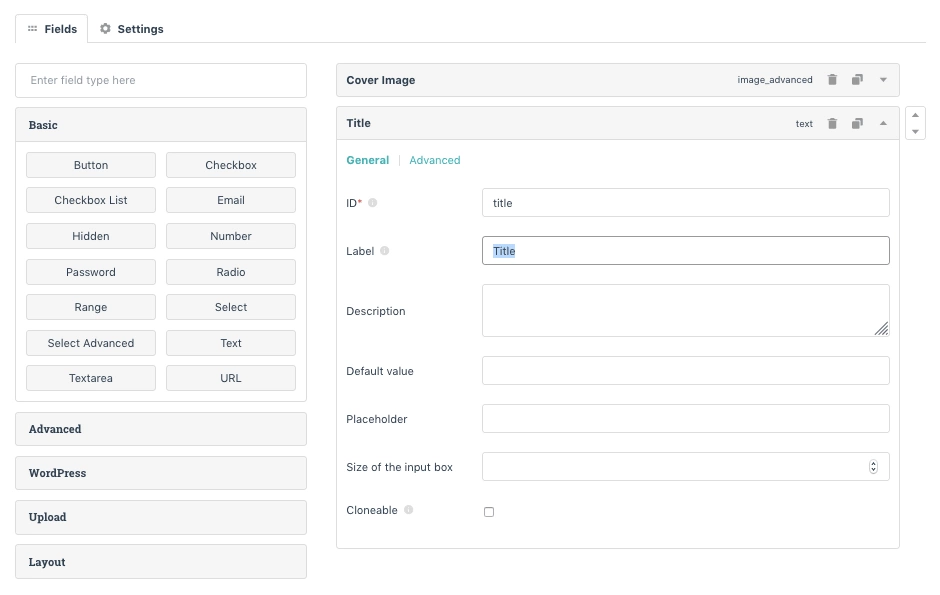 Fields
Settings
Enter field type here
Basic
Button
Checkbox
Checkbox List
Email
Hidden
Number
Password
Radio
Range
Select
Select Advanced
Text
Textarea
URL
Advanced
WordPress
Upload
Layout
Cover Image
image_advanced
Title
text
General
Advanced
ID*
title
Label
Title
Description
Default value
Placeholder
Size of the input box
Cloneable